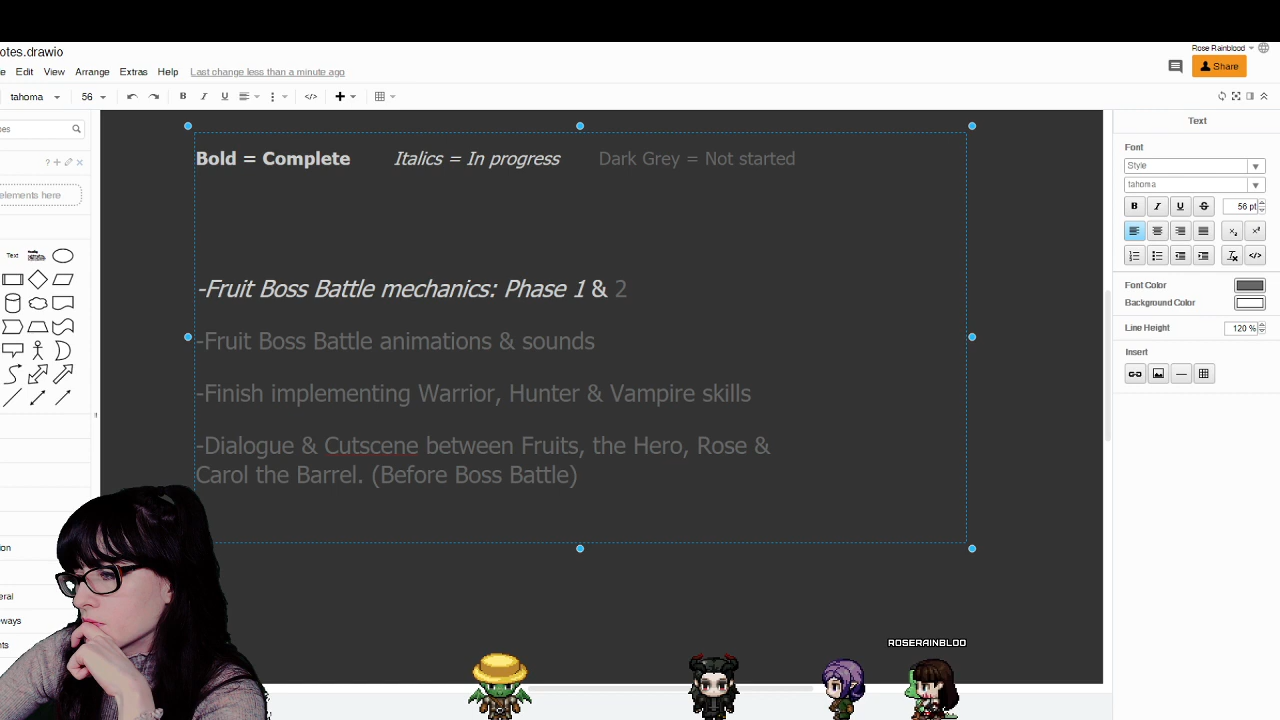 otes.drawio
Rose Rainblood
e Edit View Arrange Extras Help Last change less than a minute ago
Share
tahoma 56 B I U </>
es
Text
Bold = Complete Italics = In progress Dark Grey = Not started
Font
Style
elements here
tahoma
B I U S 56 pt
Text
-Fruit Boss Battle mechanics: Phase 1 & 2
Font Color
Background Color
-Fruit Boss Battle animations & sounds
Line Height 120 %
Insert
-Finish implementing Warrior, Hunter & Vampire skills
-Dialogue & Cutscene between Fruits, the Hero, Rose &
Carol the Barrel. (Before Boss Battle)
ion
eral
eways
nts
ROSERAINBLOO